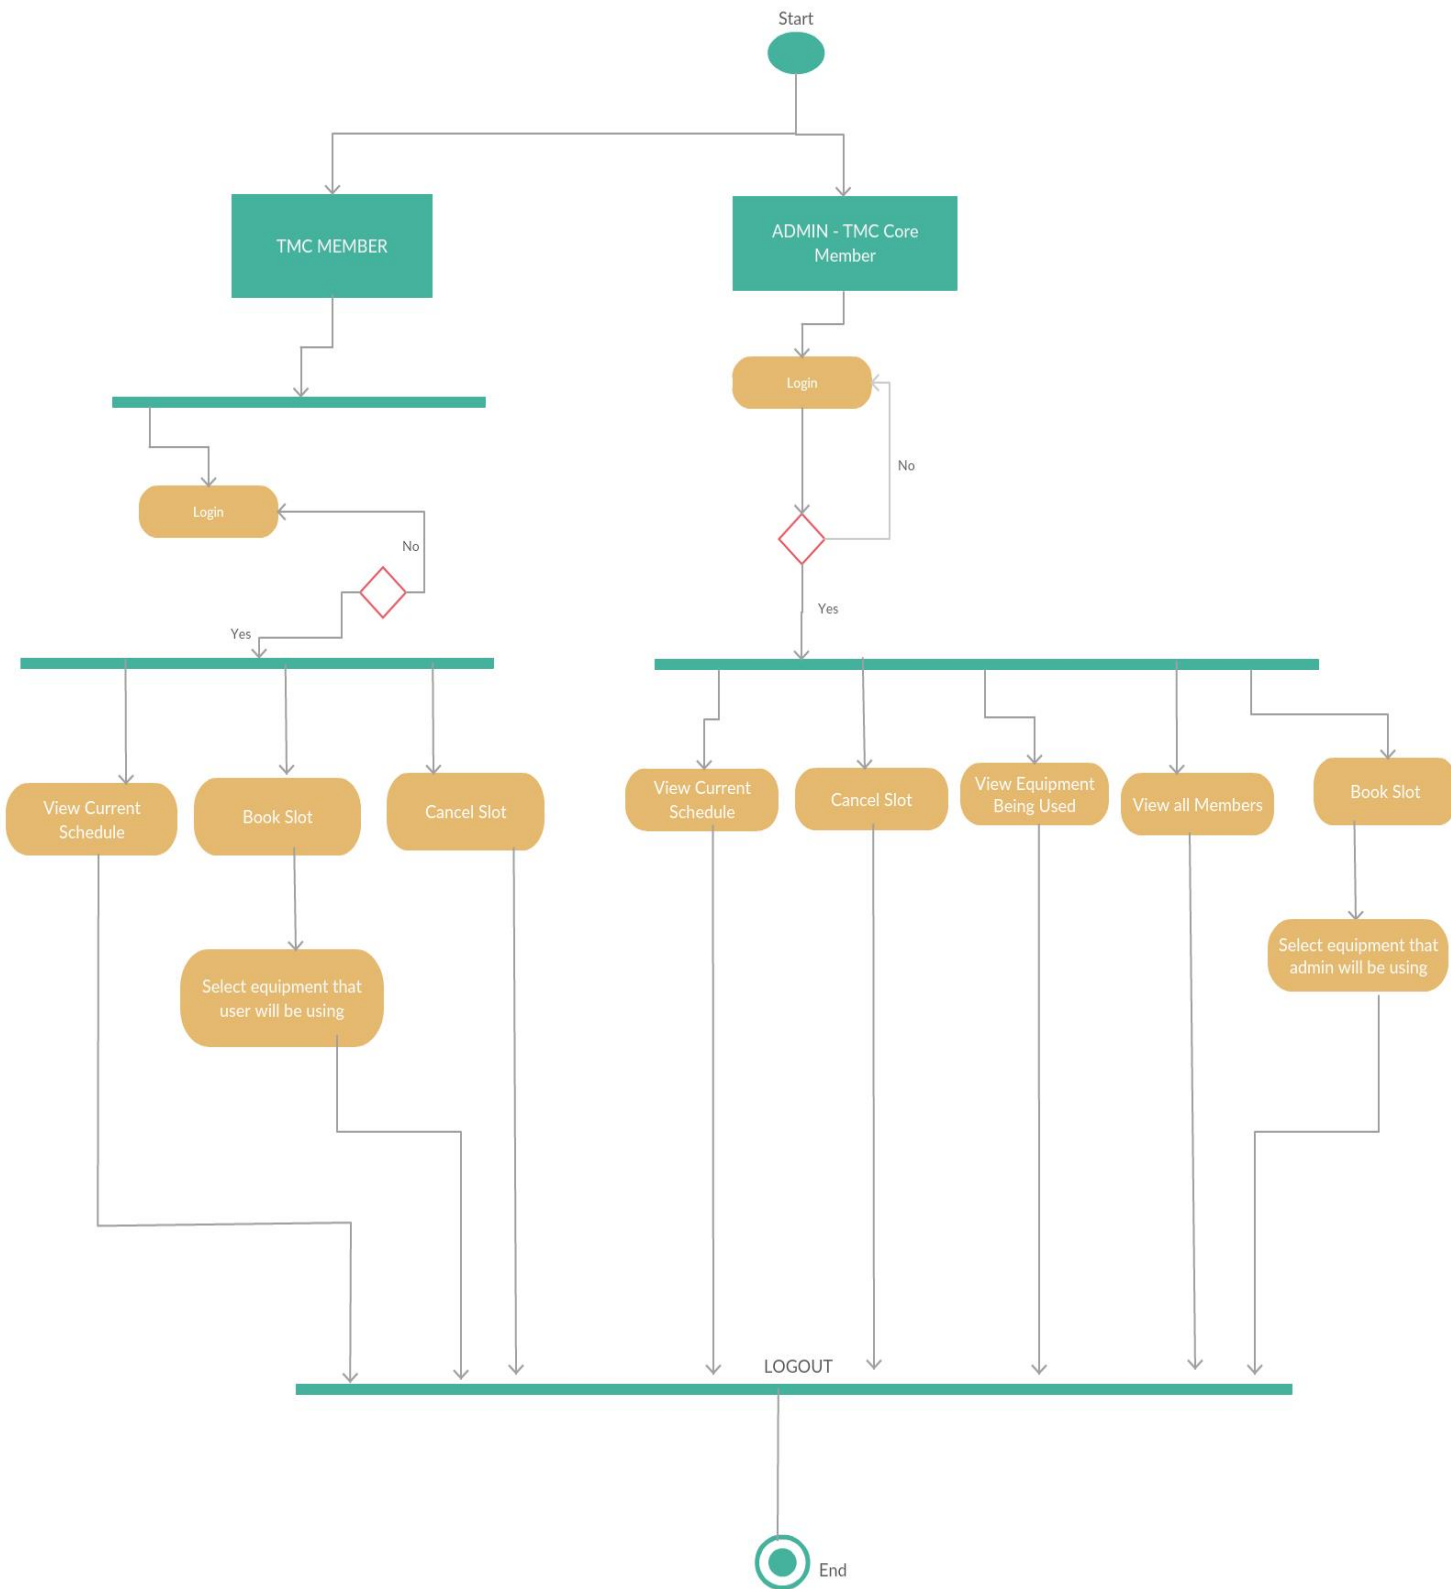 Start
TMC MEMBER
ADMIN - TMC Core
Member
Login
No
Login
No
Yes
Yes
View Current
Schedule
Book Slot
Cancel Slot
View Current
Schedule
Cancel Slot
View Equipment
Being Used
View all Members
Book Slot
Select equipment that
user will be using
Select equipment that
admin will be using
LOGOUT
End